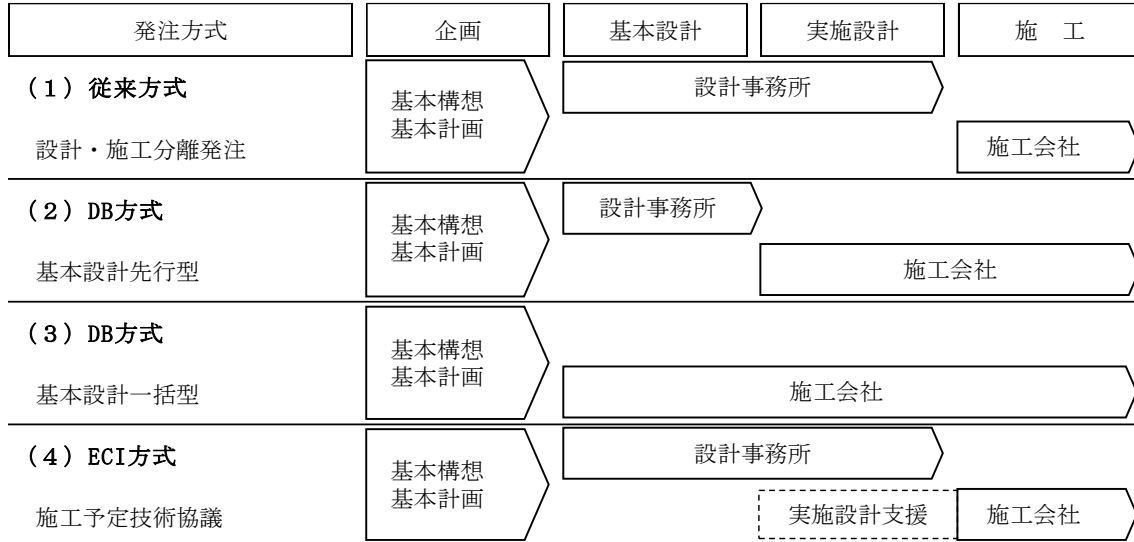 発注方式 企画 基本設計 実施設計 施　工
(1) 従来方式
設計・施工分離発注
基本構想
基本計画
設計事務所
施工会社
(2) DB方式
基本設計先行型
基本構想
基本計画
設計事務所
施工会社
(3) DB方式
基本設計一括型
基本構想
基本計画
施工会社
(4) ECI方式
施工予定技術協議
基本構想
基本計画
設計事務所
実施設計支援 施工会社